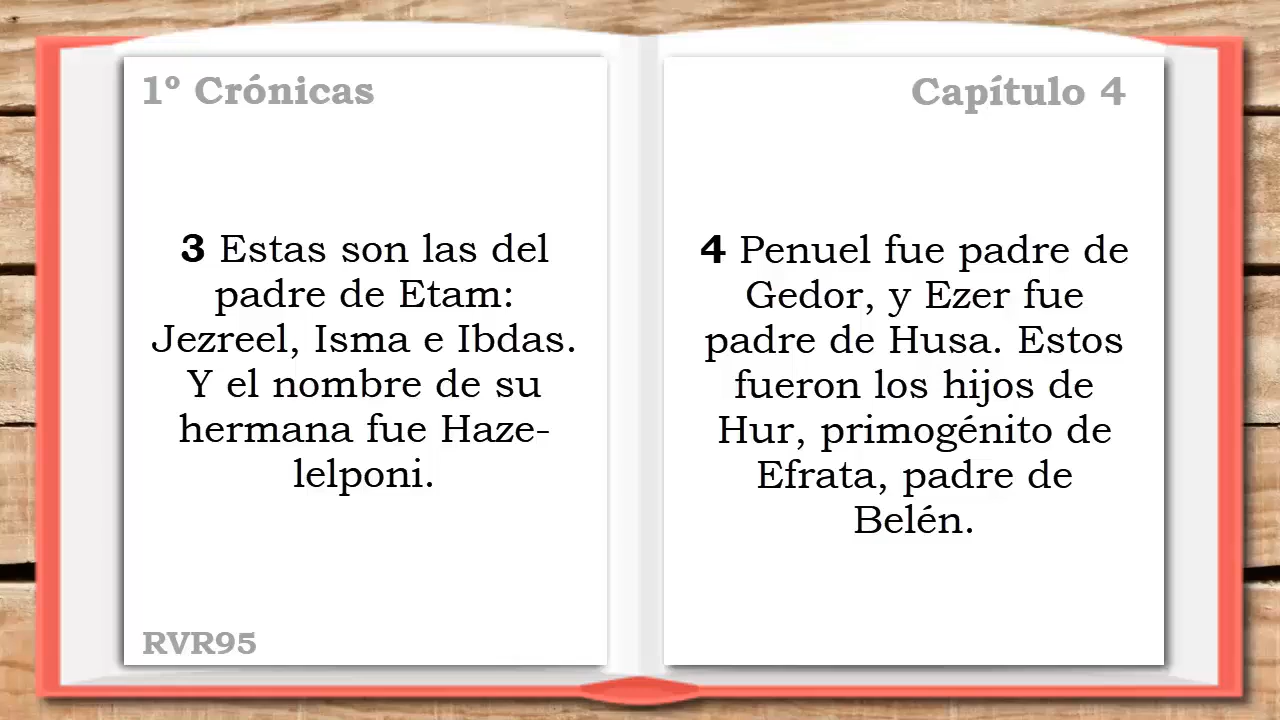 1º Crónicas
3 Estas son las del
padre de Etam:
Jezreel, Isma e Ibdas.
Y el nombre de su
hermana fue Haze-
lelponi.
RVR95
Capítulo 4
4 Penuel fue padre de
Gedor, y Ezer fue
padre de Husa. Estos
fueron los hijos de
Hur, primogénito de
Efrata, padre de
Belén.